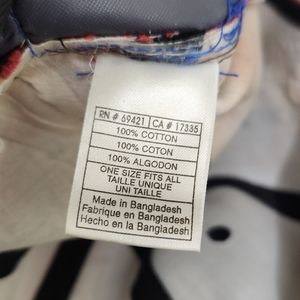 RN # 69421 CA # 17335
100% COTTON
100% COTON
100% ALGODON
ONE SIZE FITS ALL
TAILLE UNIQUE
UNI TAILLE
Made in Bangladesh
Fabrique en Bangladesh
Hecho en la Bangladesh